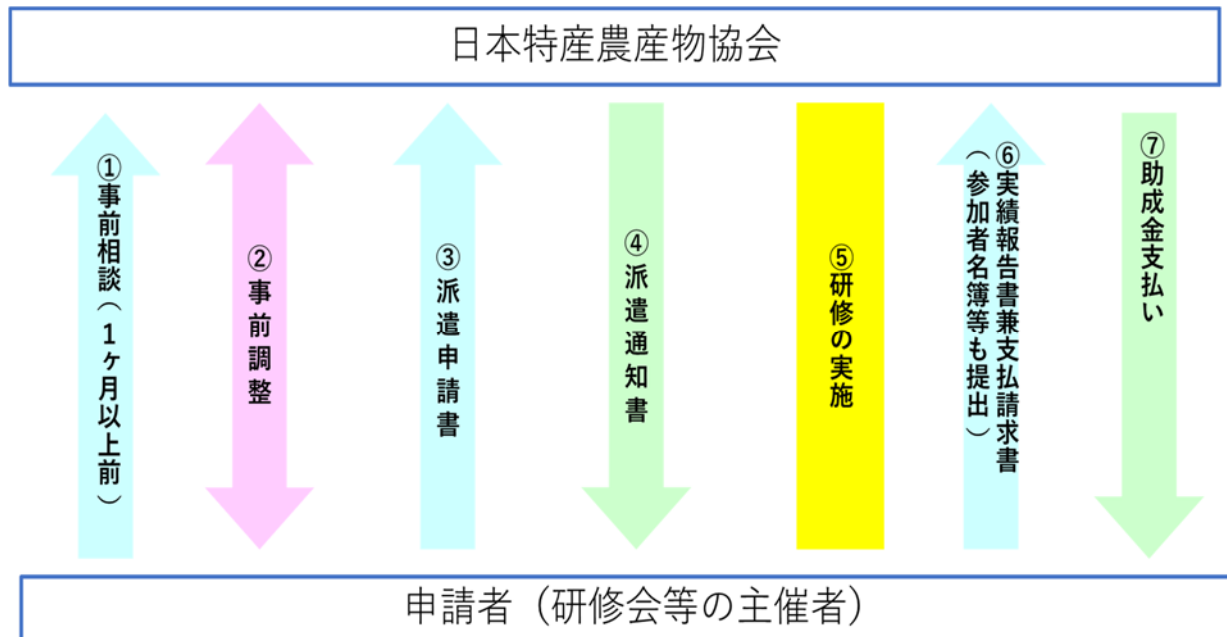 日本特産農産物協会
①事前相談(1ヶ月以上前)
②事前調整
③派遣申請書
④派遣通知書
⑤研修の実施
⑥実績報告書兼支払請求書
(参加者名簿等も提出)
⑦助成金支払い
申請者(研修会等の主催者)